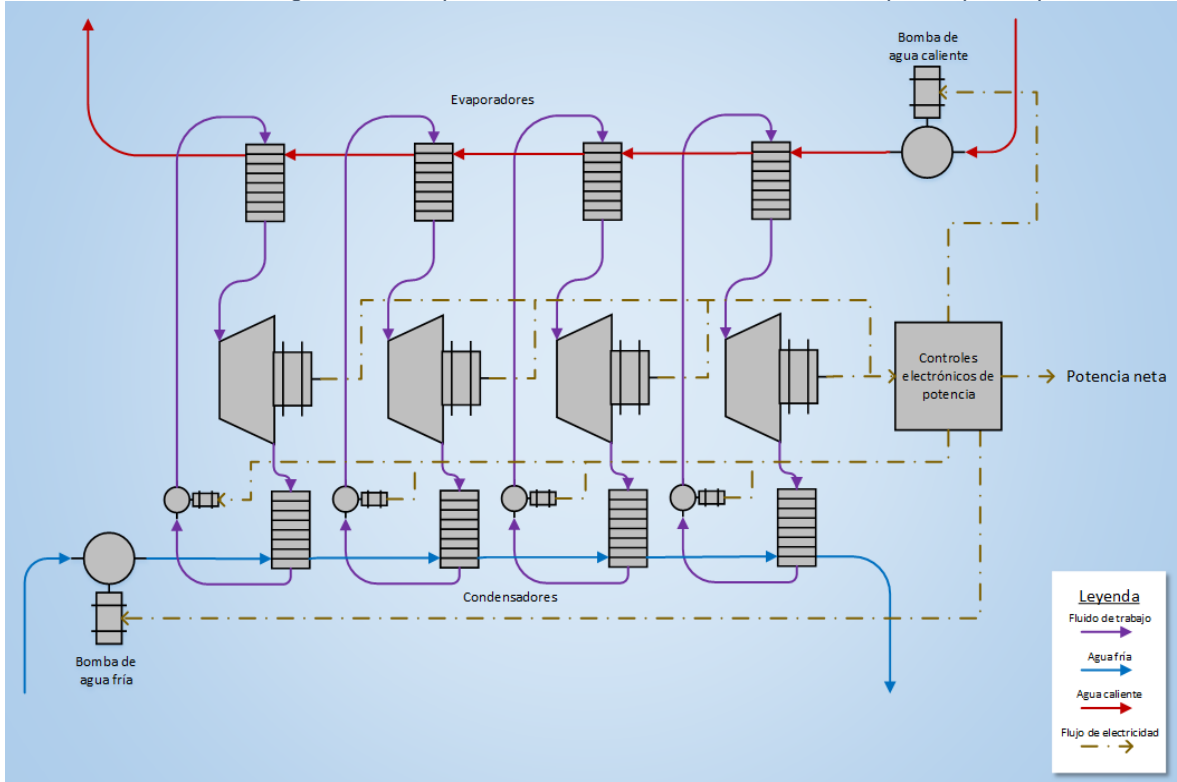 Bomba de
agua caliente
Evaporadores
Controles
electrónicos de
potencia
Potencia neta
Condensadores
Bomba de
agua fría
Leyenda
Fluido de trabajo
Agua fría
Agua caliente
Flujo de electricidad